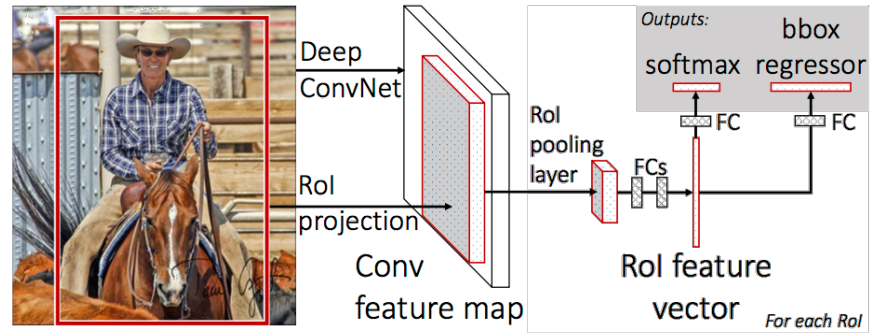 Deep
ConvNet
RoI
projection
Conv
feature map
RoI
pooling
layer
FCs
RoI feature
vector
For each RoI
Outputs:
softmax
bbox
regressor
FC
FC